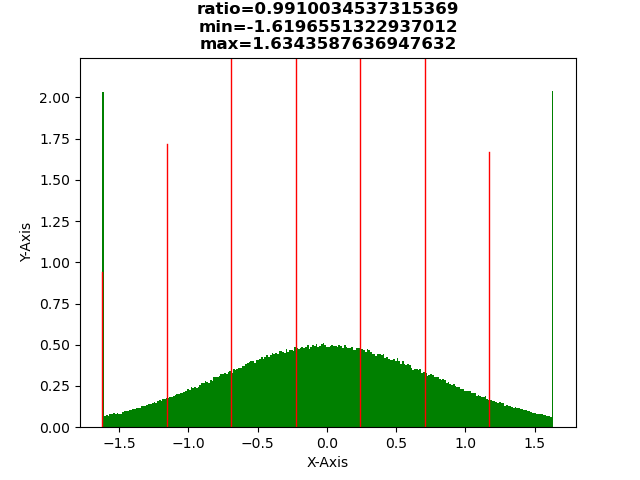 ratio=0.9910034537315369
min=-1.6196551322937012
max=1.6343587636947632
2.00
1.75
1.50
1.25
1.00
0.75
0.50
0.25
0.00
Y-Axis
−1.5 −1.0 −0.5 0.0 0.5 1.0 1.5
X-Axis